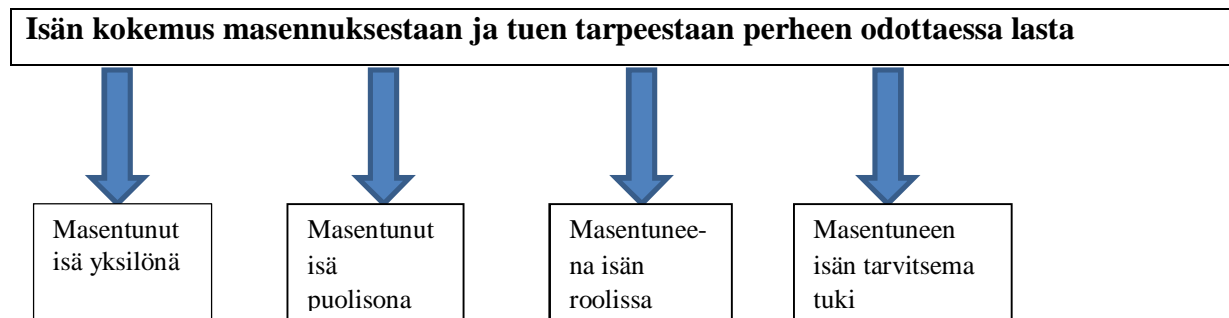 Isän kokemus masennuksestaan ja tuen tarpeestaan perheen odottaessa lasta
Masentunut
isä yksilönä
Masentunut
isä
puolisona
Masentunee-
na isän
roolissa
Masentuneen
isän tarvitsema
tuki